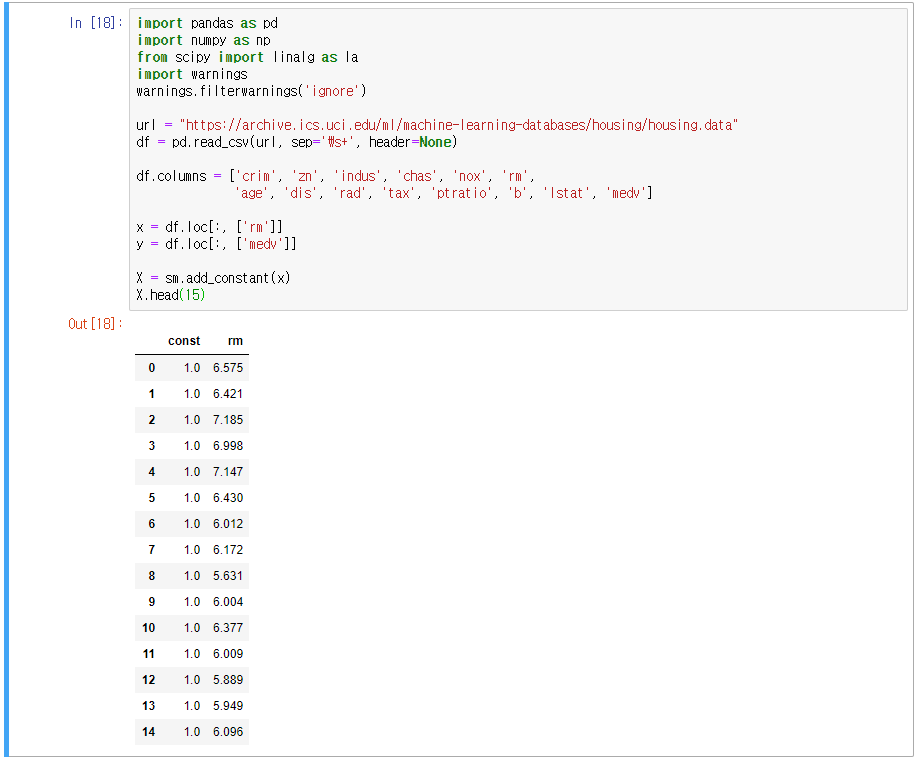 In [18]:
import pandas as pd
import numpy as np
from scipy import linalg as la
import warnings
warnings.filterwarnings('ignore')
url = "https://archive.ics.uci.edu/ml/machine-learning-databases/housing/housing.data"
df = pd.read_csv(url, sep='₩s+', header=None)
df.columns = ['crim', 'zn', 'indus', 'chas', 'nox', 'rm',
'age', 'dis', 'rad', 'tax', 'ptratio', 'b', 'lstat', 'medv']
x = df.loc[:, ['rm']]
y = df.loc[:, ['medv']]
X = sm.add_constant(x)
X.head(15)
Out[18]:
const rm
0 1.0 6.575
1 1.0 6.421
2 1.0 7.185
3 1.0 6.998
4 1.0 7.147
5 1.0 6.430
6 1.0 6.012
7 1.0 6.172
8 1.0 5.631
9 1.0 6.004
10 1.0 6.377
11 1.0 6.009
12 1.0 5.889
13 1.0 5.949
14 1.0 6.096